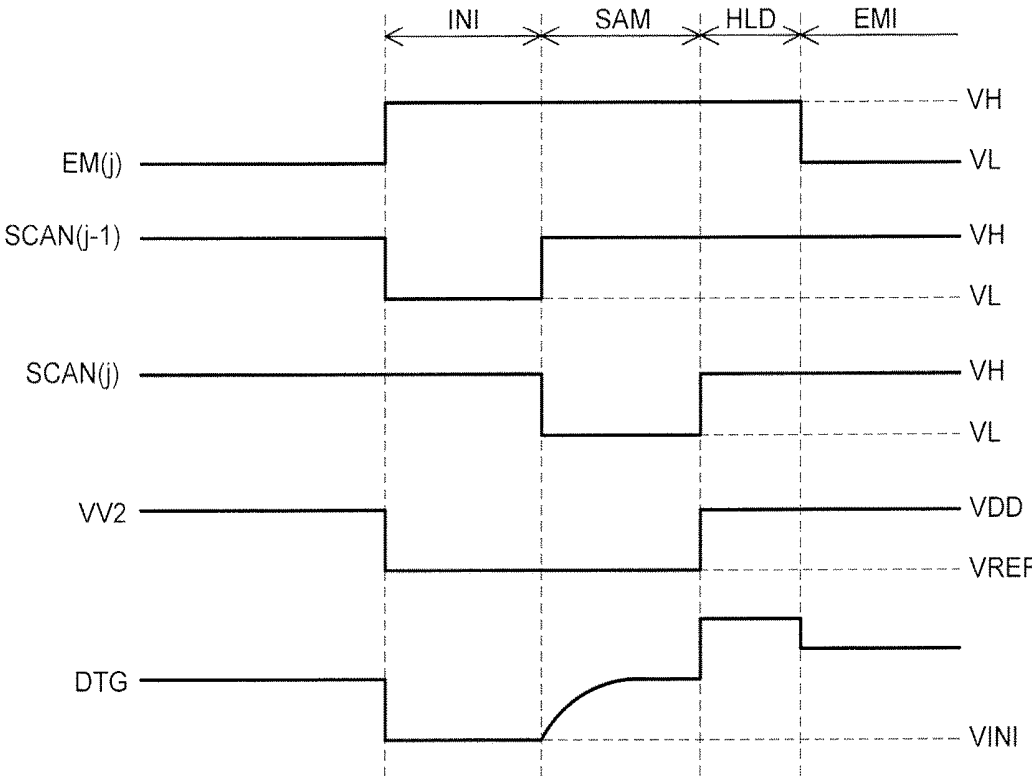 INI SAM HLD EMI
VH
EM(j) VL
SCAN(j-1) VH
VL
SCAN(j) VH
VL
VV2 VDD
VREF
DTG
VINI